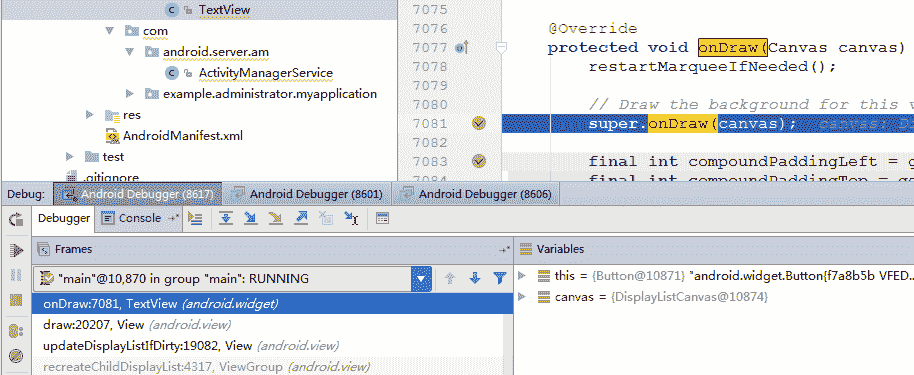 TextView
com
android.server.am
ActivityManagerService
example.administrator.myapplication
res
AndroidManifest.xml
test
.gitignore
7075
7076
@Override
7077
protected void onDraw(Canvas canvas)
7078
restartMarqueeIfNeeded();
7079
7080
// Draw the background for this v
7081
super.onDraw(canvas); canvas: D
7082
7083
final int compoundPaddingLeft = g
7084
final int compoundPaddingTop = ge
Debug:
Android Debugger (8617)
Android Debugger (8601)
Android Debugger (8606)
Debugger
Console
Frames
"main"@10,870 in group "main": RUNNING
onDraw:7081, TextView (android.widget)
draw:20207, View (android.view)
updateDisplayListIfDirty:19082, View (android.view)
recreateChildDisplayList:4317, ViewGroup (android.view)
Variables
this = {Button@10871} "android.widget.Button{f7a8b5b VFED...
canvas = {DisplayListCanvas@10874}